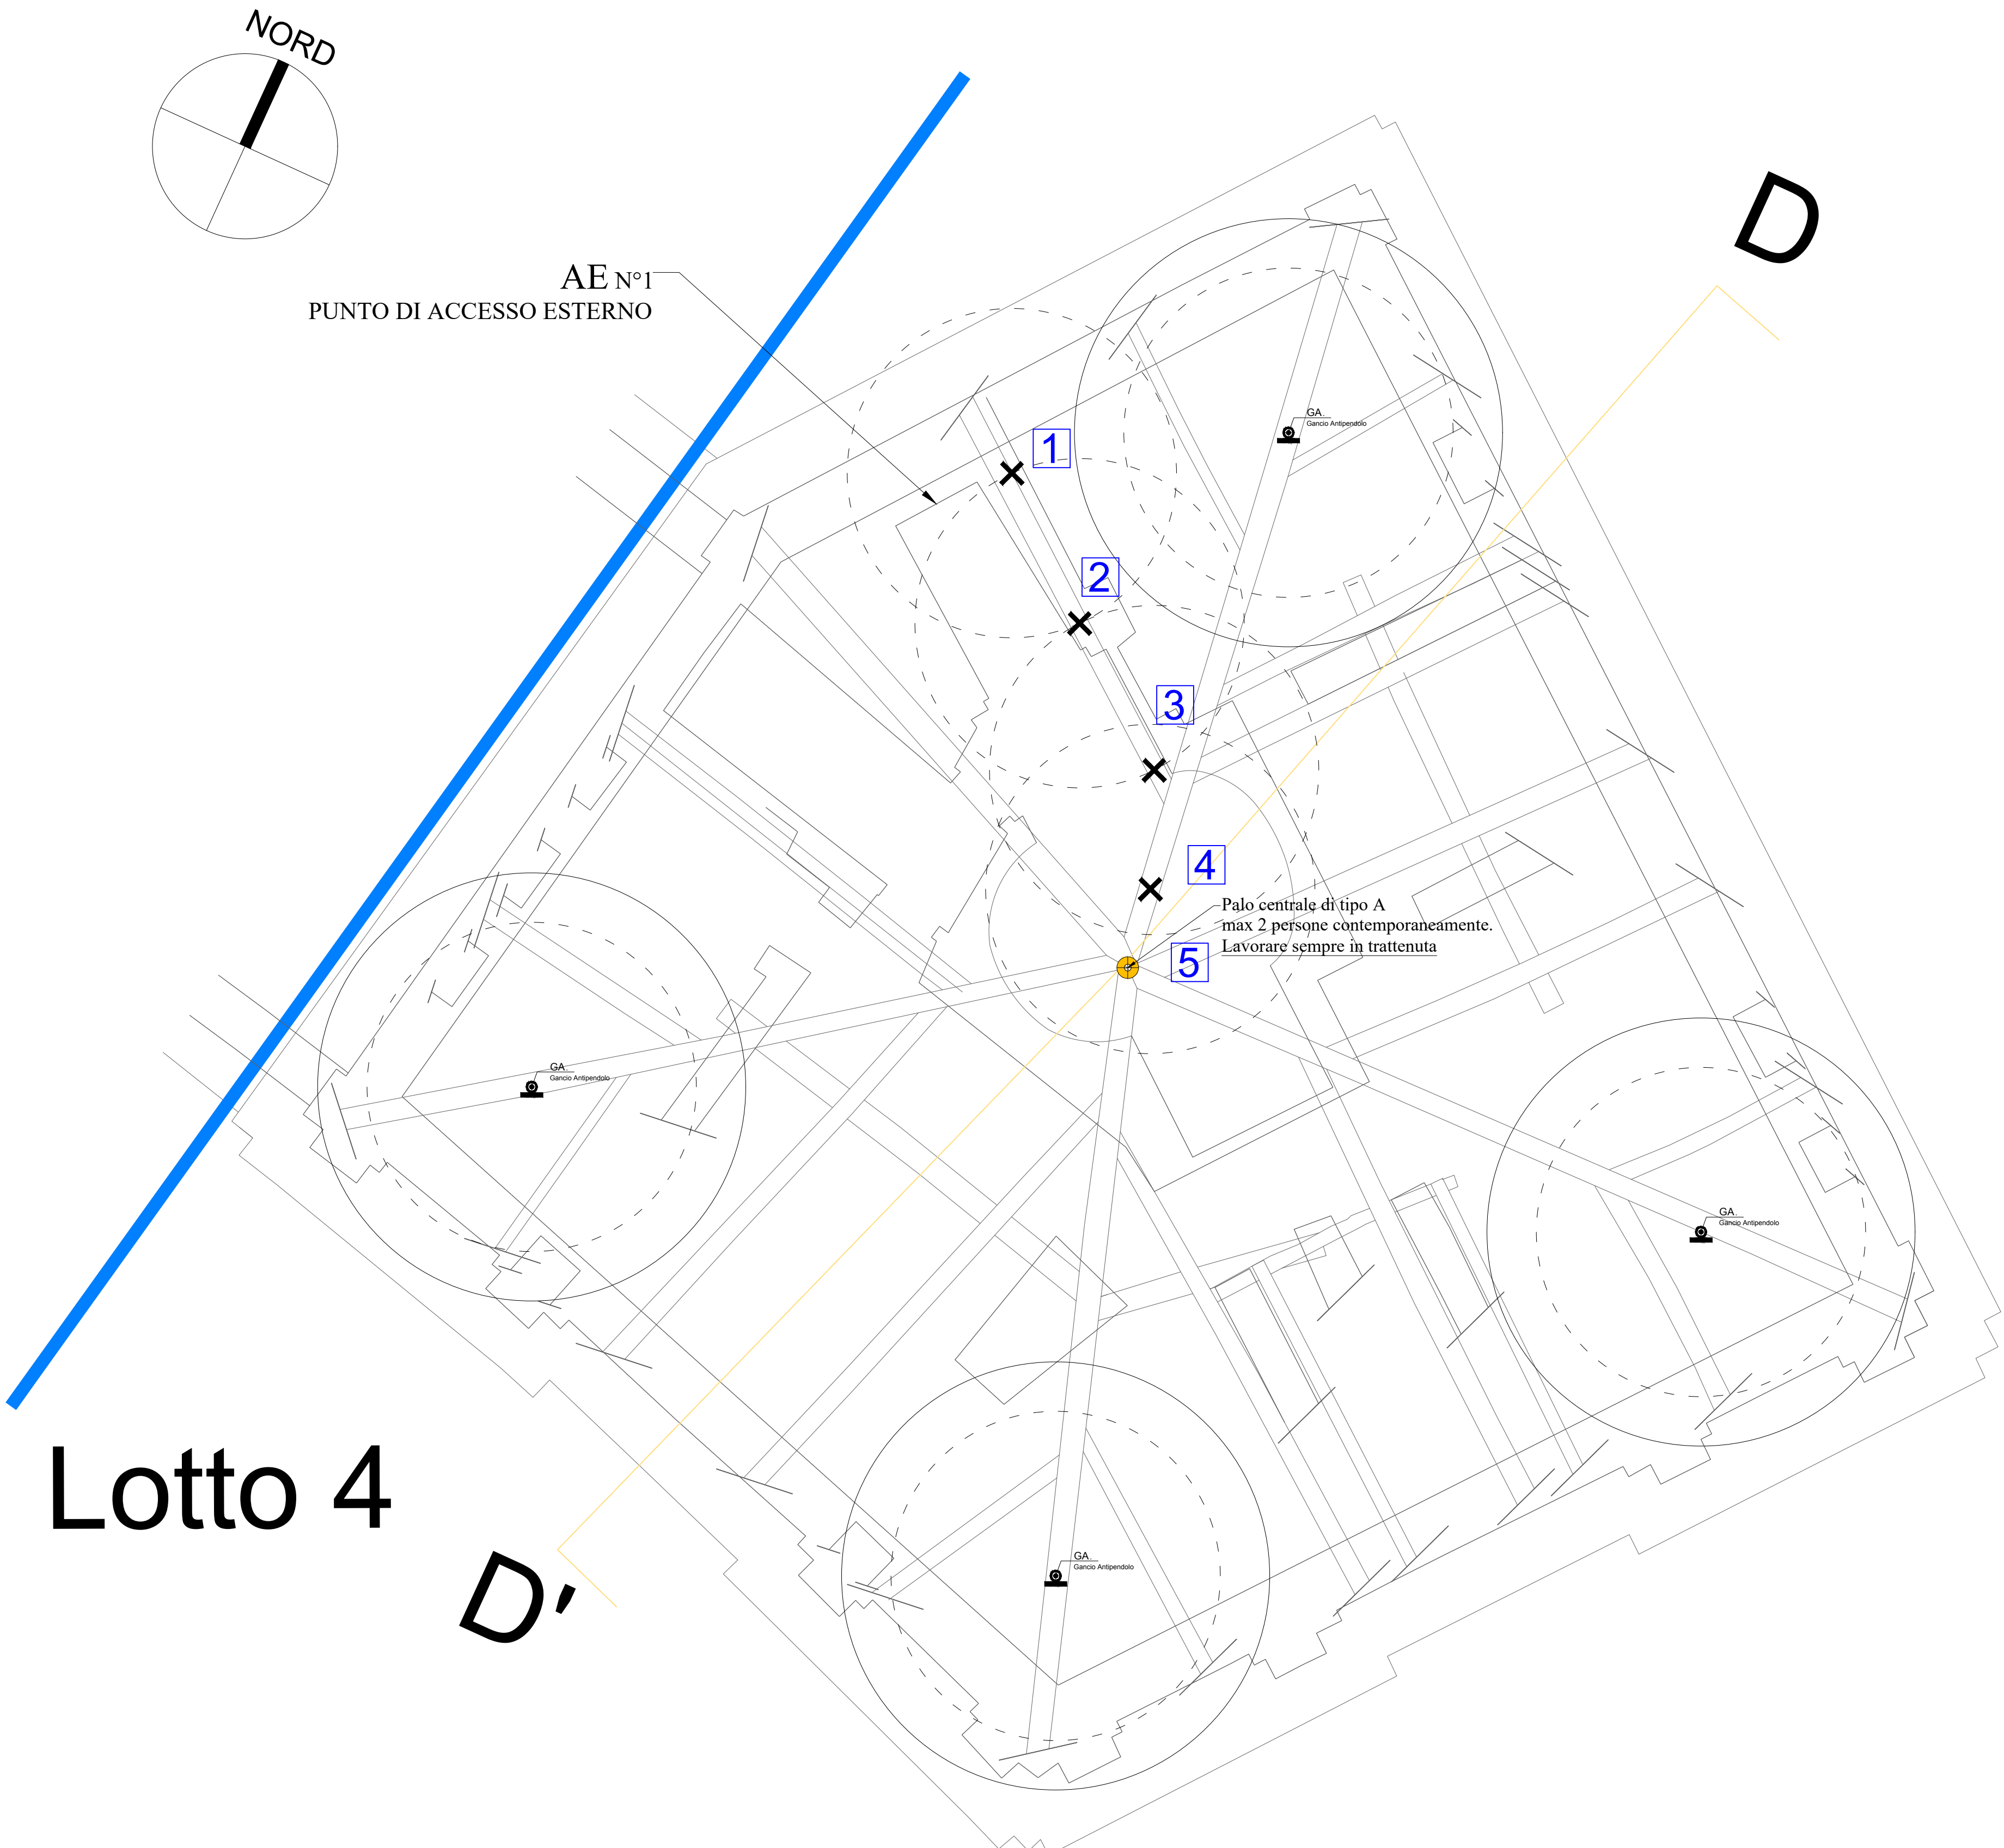 NORD
D
AE N°1
PUNTO DI ACCESSO ESTERNO
GA.
Gancio Antipendolo
1
2
3
4
Palo centrale di tipo A
max 2 persone contemporaneamente.
Lavorare sempre in trattenuta
5
GA.
Gancio Antipendolo
GA.
Gancio Antipendolo
Lotto 4
D'
GA.
Gancio Antipendolo